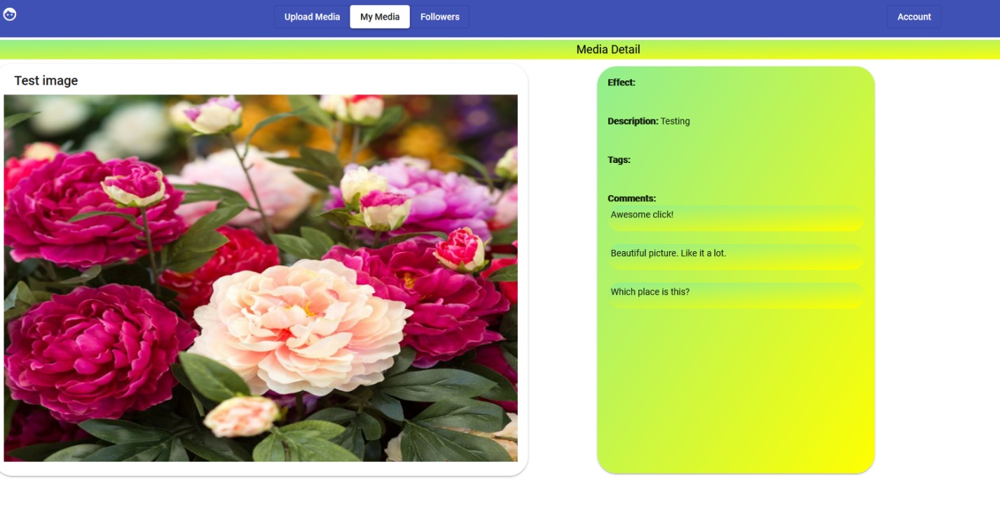 Upload Media
My Media
Followers
Account
Media Detail
Test image
Effect:
Description: Testing
Tags:
Comments:
Awesome click!
Beautiful picture. Like it a lot.
Which place is this?